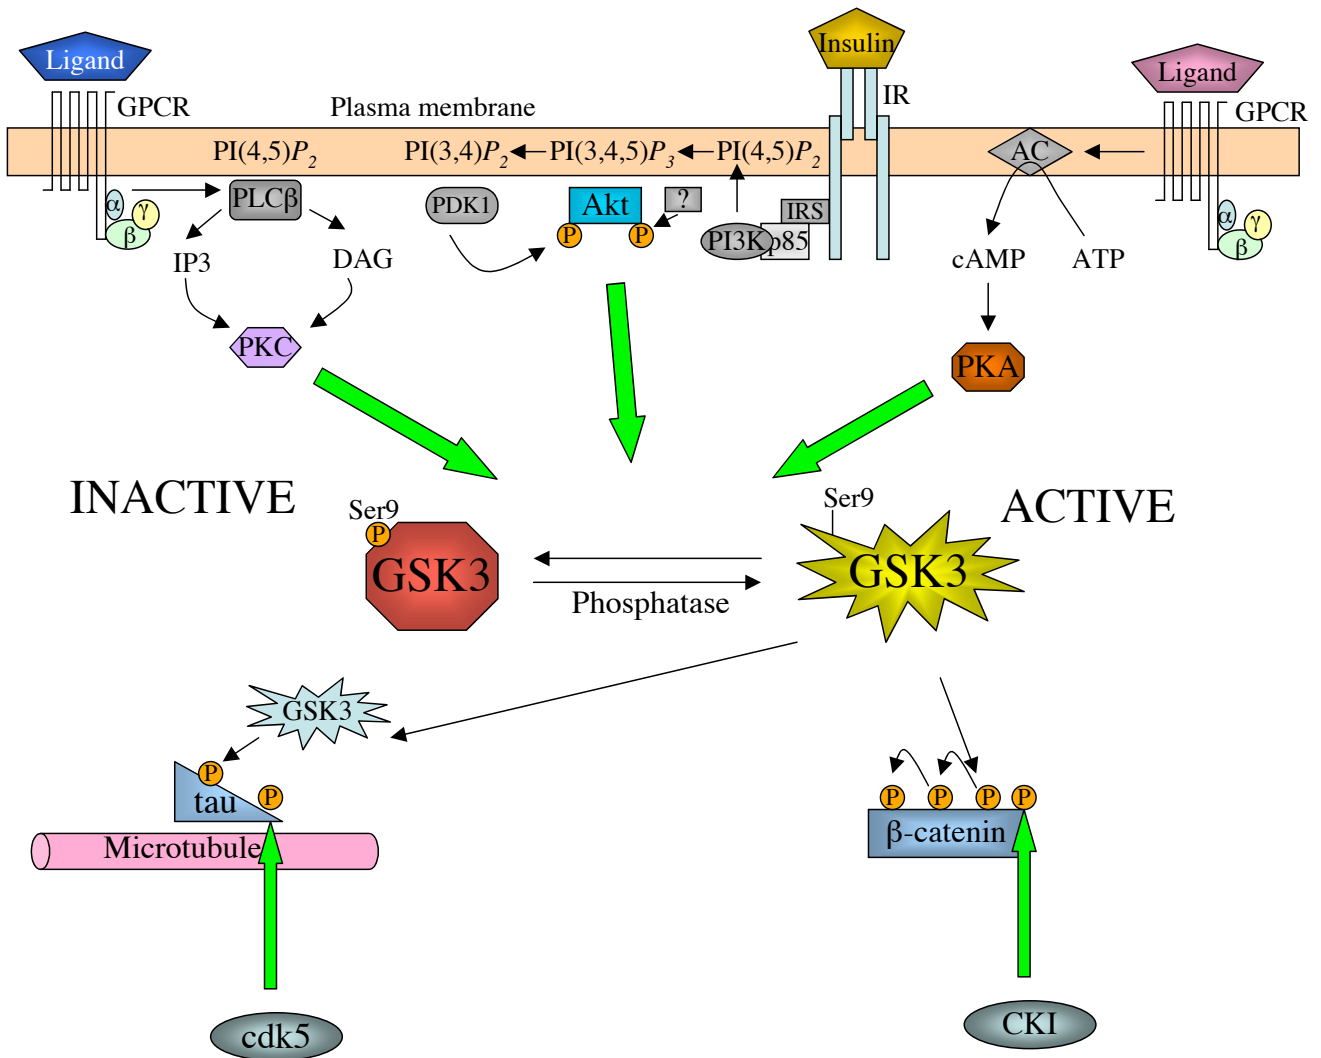 Ligand
Insulin
Ligand
GPCR
Plasma membrane
IR
GPCR
PI(4,5)P2
PI(3,4)P2
PI(3,4,5)P3
PI(4,5)P2
AC
PLCβ
PDK1
Akt
?
IRS
α
γ
β
P
P
PI3K
p85
α
γ
β
IP3
DAG
cAMP
ATP
PKC
PKA
INACTIVE
Ser9
P
GSK3
Phosphatase
Ser9
GSK3
ACTIVE
GSK3
P
tau
P
Microtubule
P
P
P
P
β-catenin
cdk5
CKI